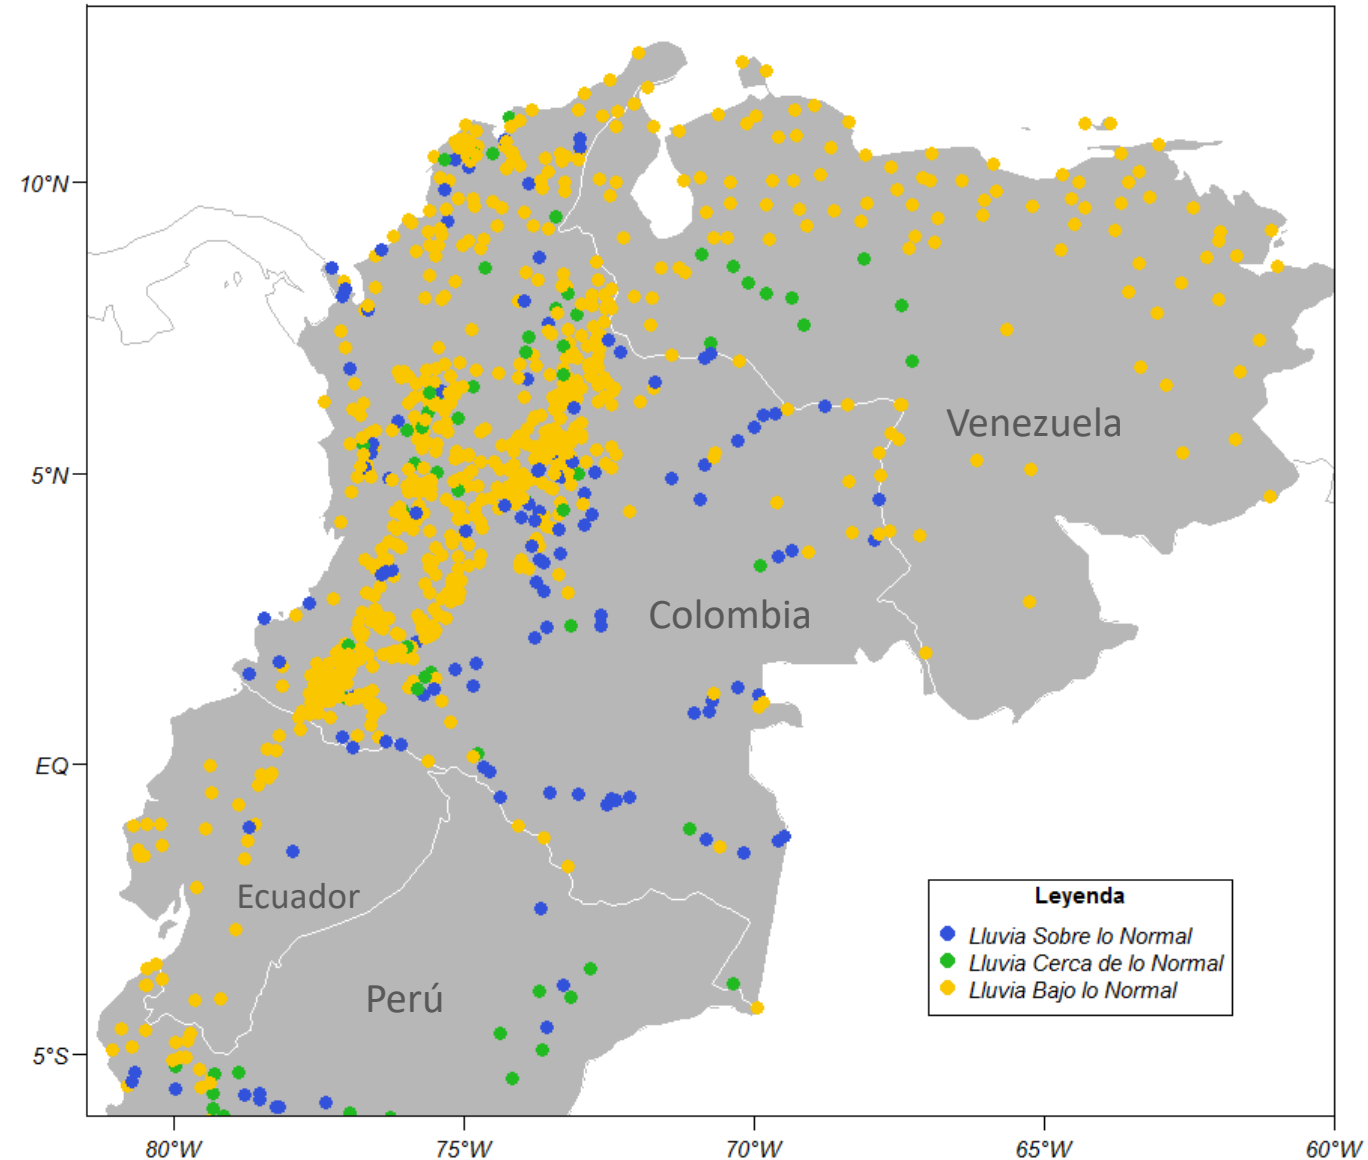 10°N
Venezuela
5°N
Colombia
EQ
Ecuador
Leyenda
Lluvia Sobre lo Normal
Lluvia Cerca de lo Normal
Lluvia Bajo lo Normal
Perú
5°S
80°W 75°W 70°W 65°W 60°W